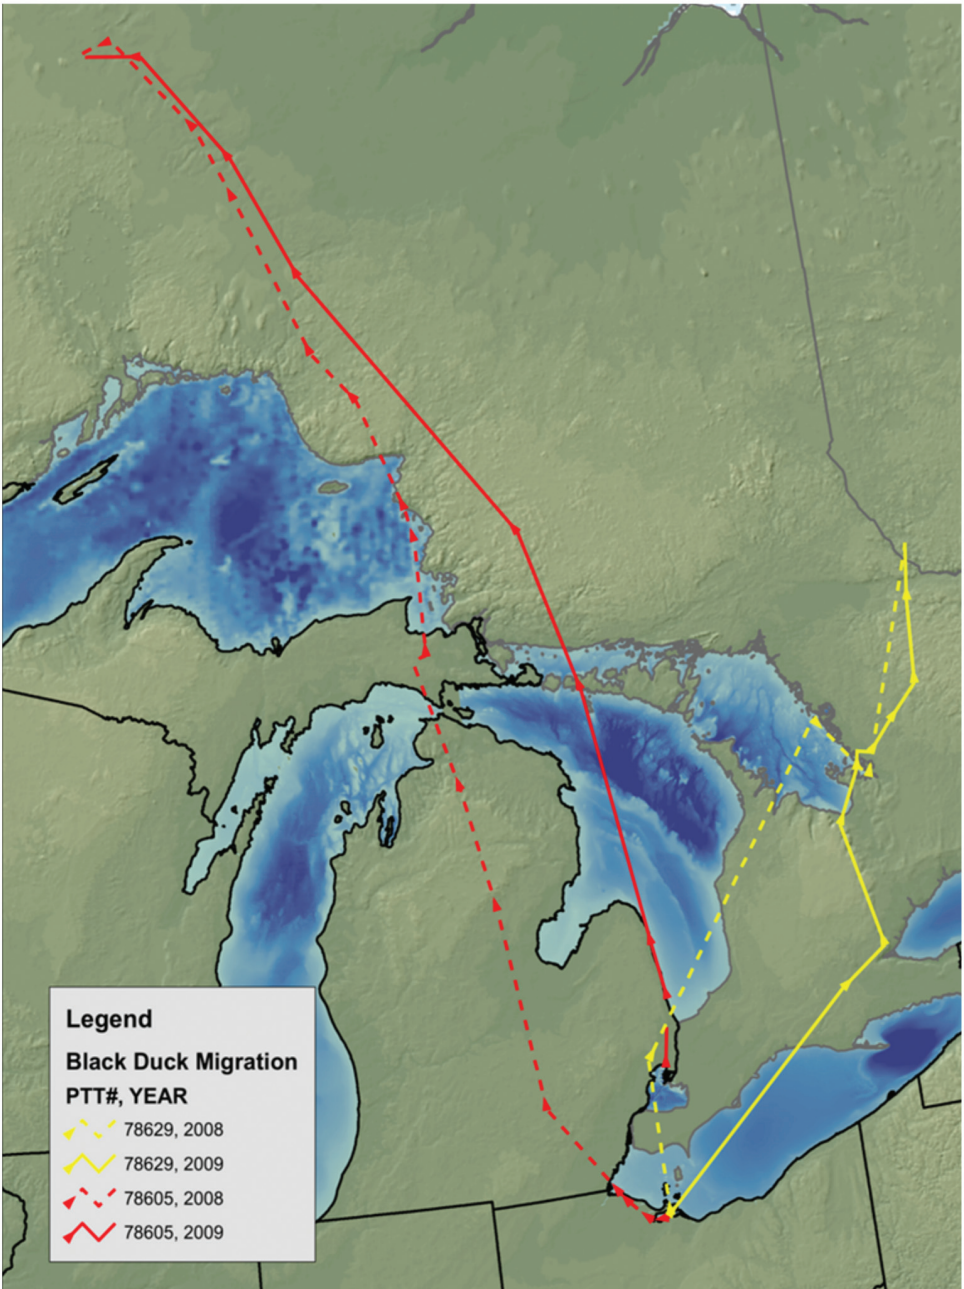 Legend
Black Duck Migration
PTT#, YEAR
78629, 2008
78629, 2009
78605, 2008
78605, 2009